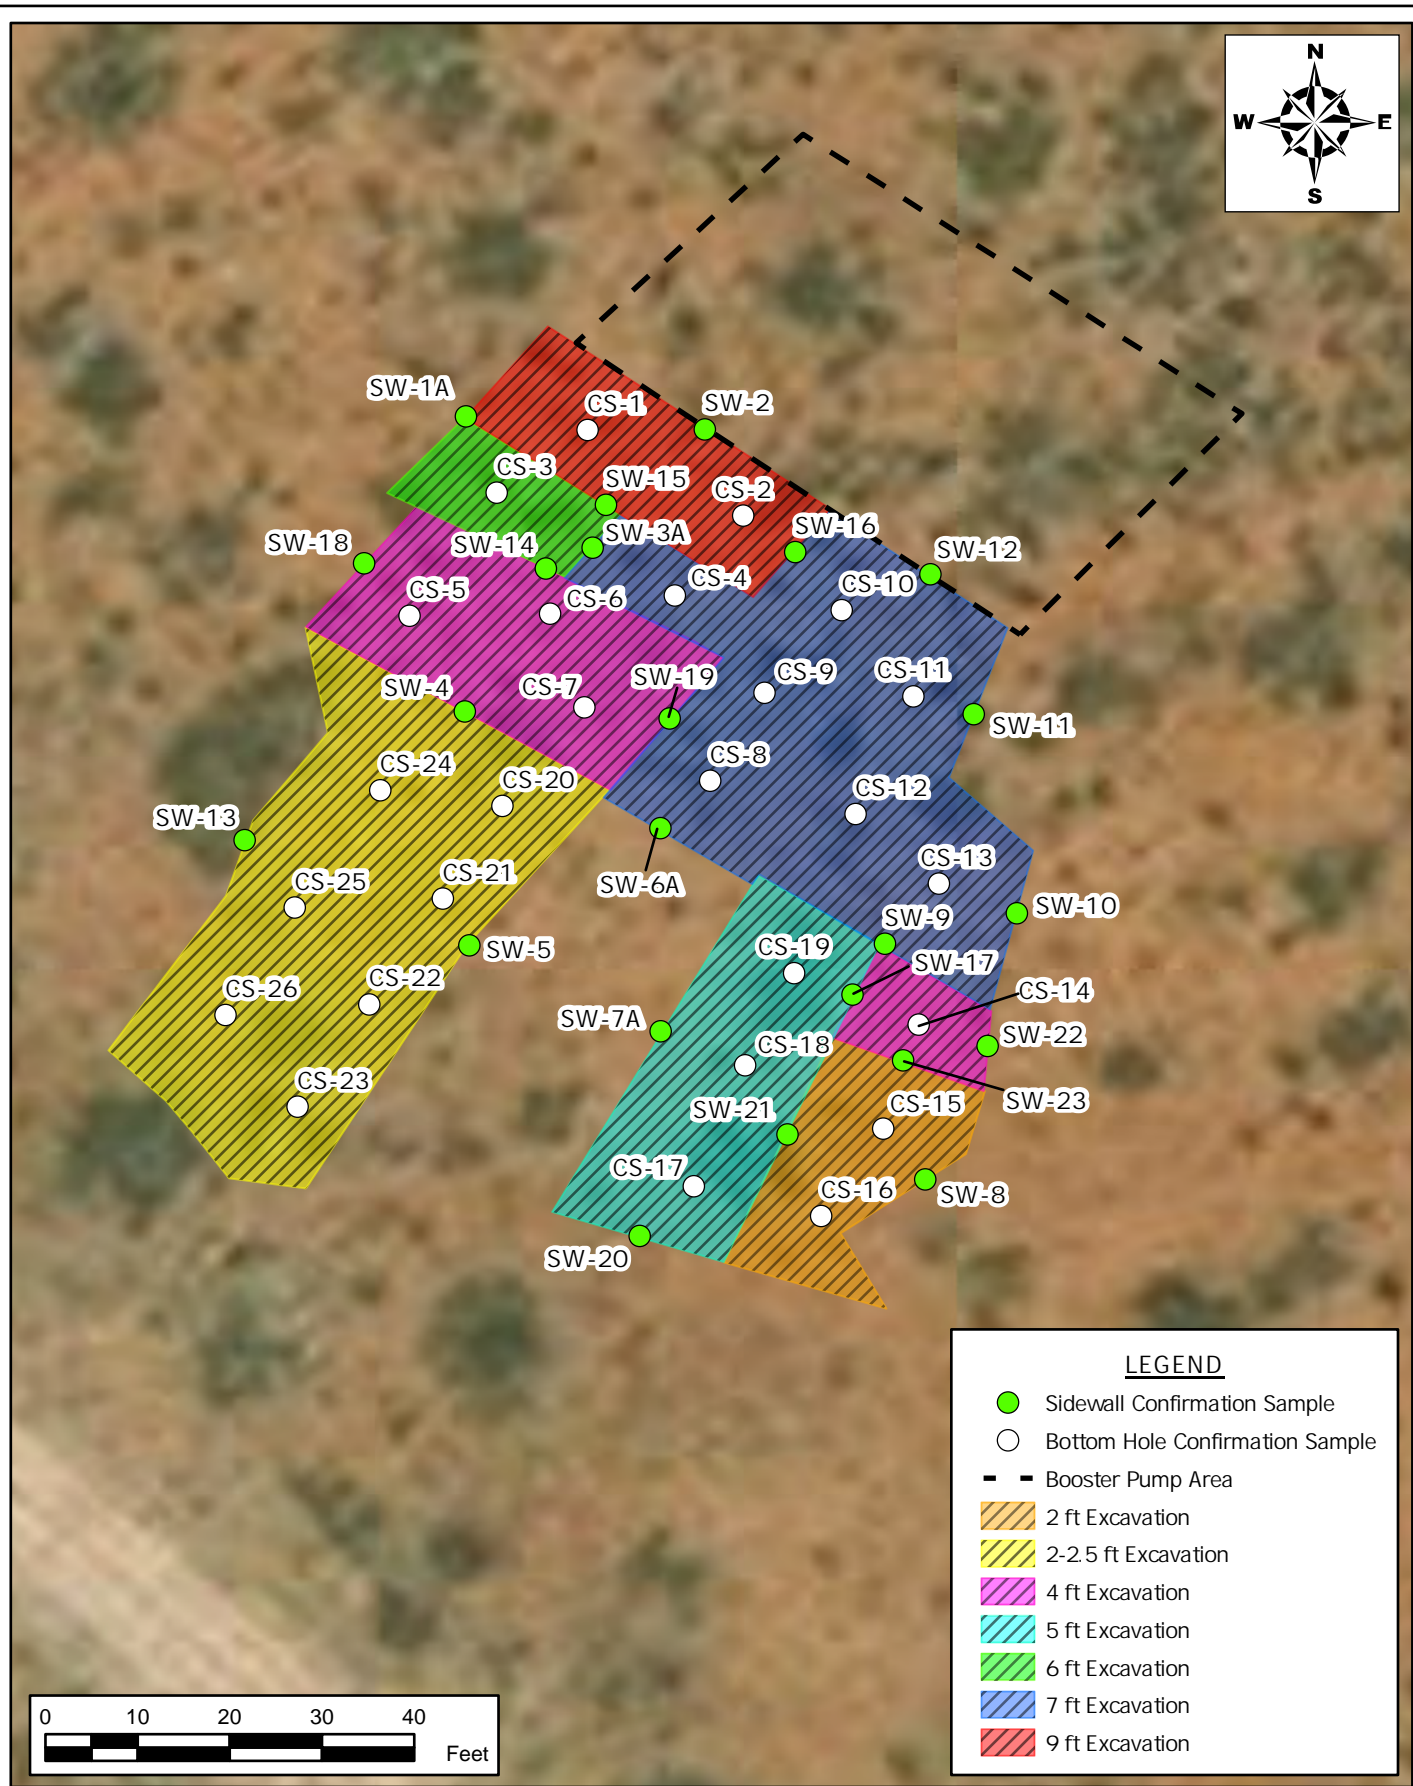 N
W E
S
SW-1A
CS-1
SW-2
CS-3
SW-15
CS-2
SW-16
SW-3A
SW-18
SW-14
SW-12
CS-4
CS-10
CS-5
CS-6
CS-9
CS-11
SW-19
SW-4
CS-7
SW-11
CS-24
CS-8
CS-20
CS-12
SW-13
CS-13
CS-25
CS-21
SW-6A
SW-10
SW-9
SW-5
CS-19
SW-17
CS-26
CS-22
CS-14
SW-7A
SW-22
CS-18
CS-23
SW-23
SW-21
CS-15
CS-17
CS-16
SW-8
SW-20
LEGEND
Sidewall Confirmation Sample
Bottom Hole Confirmation Sample
Booster Pump Area
2 ft Excavation
2-2.5 ft Excavation
4 ft Excavation
5 ft Excavation
6 ft Excavation
7 ft Excavation
9 ft Excavation
0 10 20 30 40
Feet